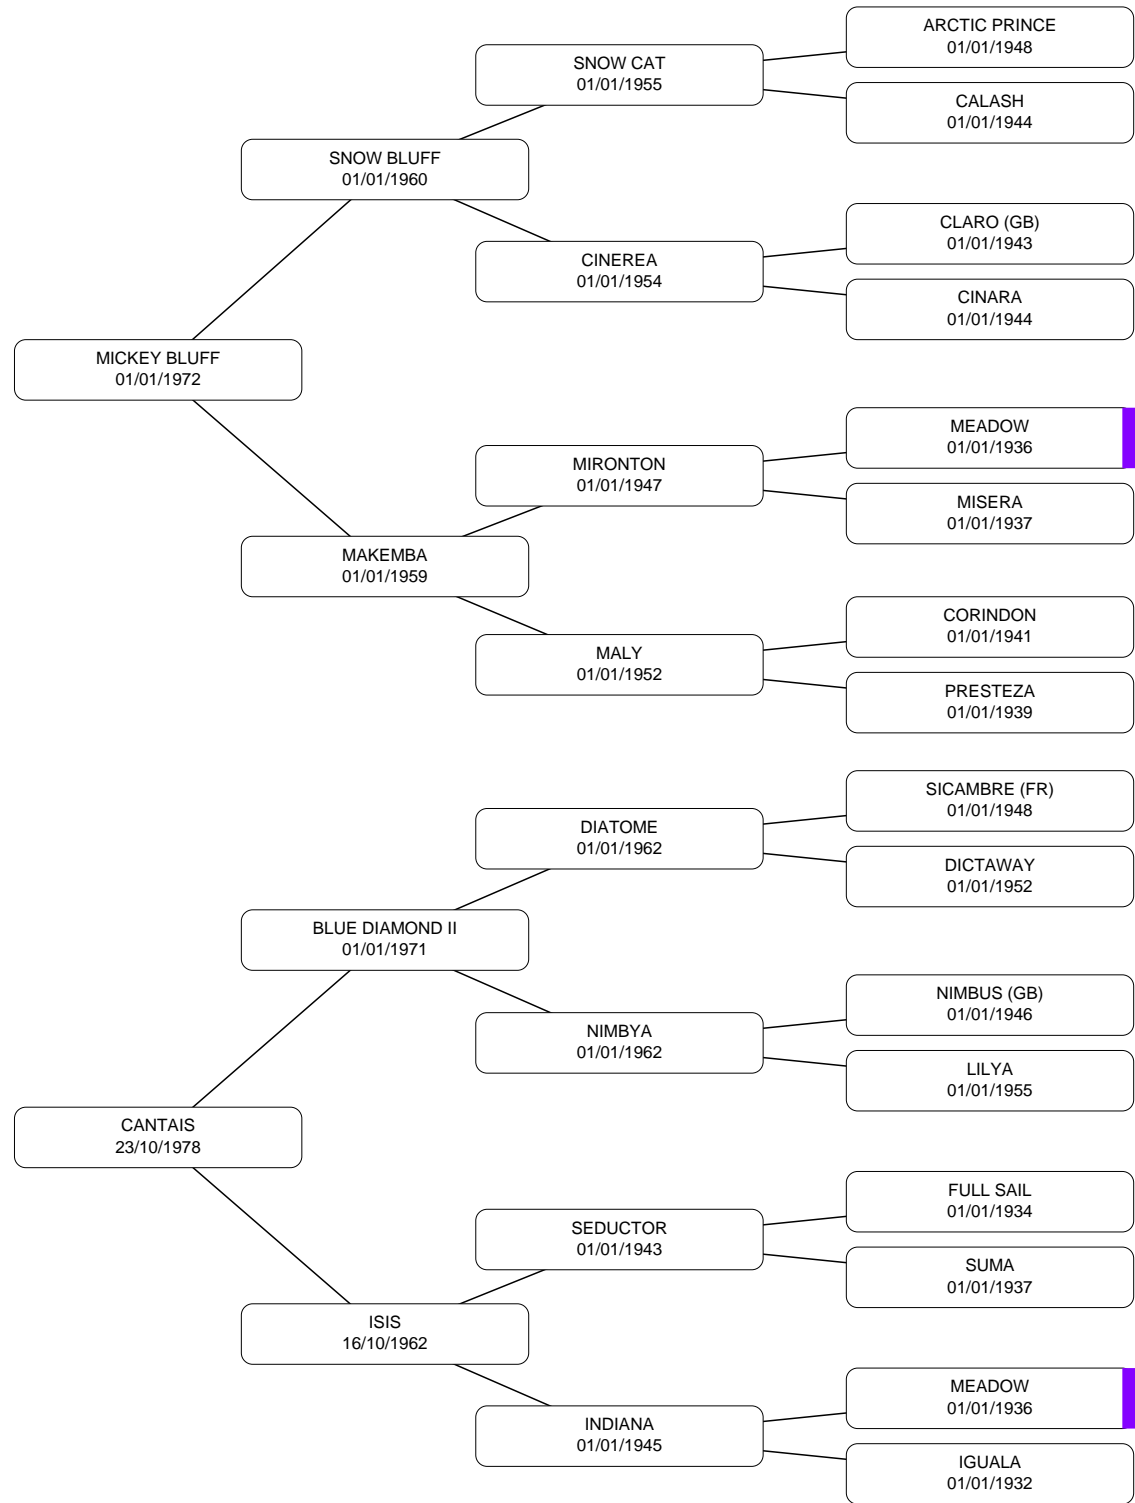 ARCTIC PRINCE
01/01/1948
SNOW CAT
01/01/1955
CALASH
01/01/1944
SNOW BLUFF
01/01/1960
CLARO (GB)
01/01/1943
CINEREA
01/01/1954
CINARA
01/01/1944
MICKEY BLUFF
01/01/1972
MEADOW
01/01/1936
MIRONTON
01/01/1947
MISERA
01/01/1937
MAKEMBA
01/01/1959
CORINDON
01/01/1941
MALY
01/01/1952
PRESTEZA
01/01/1939
SICAMBRE (FR)
01/01/1948
DIATOME
01/01/1962
DICTAWAY
01/01/1952
BLUE DIAMOND II
01/01/1971
NIMBUS (GB)
01/01/1946
NIMBYA
01/01/1962
LILYA
01/01/1955
CANTAIS
23/10/1978
FULL SAIL
01/01/1934
SEDUCTOR
01/01/1943
SUMA
01/01/1937
ISIS
16/10/1962
MEADOW
01/01/1936
INDIANA
01/01/1945
IGUALA
01/01/1932